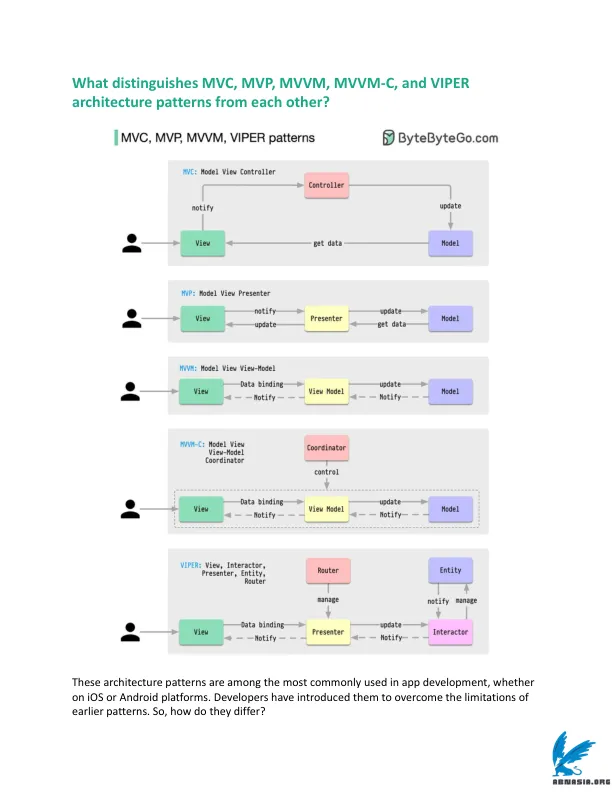 What distinguishes MVC, MVP, MVVM, MVVM-C, and VIPER
architecture patterns from each other?
MVC, MVP, MVVM, VIPER patterns
ByteByteGo.com
MVC: Model View Controller
Controller
notify
update
View
get data
Model
MVP: Model View Presenter
notify
update
View
Presenter
Model
update
get data
MVVM: Model View View-Model
Data binding
update
View
View Model
Model
Notify
Notify
MVVM-C: Model View
View-Model
Coordinator
Coordinator
control
Data binding
update
View
View Model
Model
Notify
Notify
VIPER: View, Interactor,
Presenter, Entity,
Router
Router
Entity
manage
notify
manage
Data binding
update
View
Presenter
Interactor
Notify
Notify
These architecture patterns are among the most commonly used in app development, whether
on iOS or Android platforms. Developers have introduced them to overcome the limitations of
earlier patterns. So, how do they differ?
ABNASIA.ORG